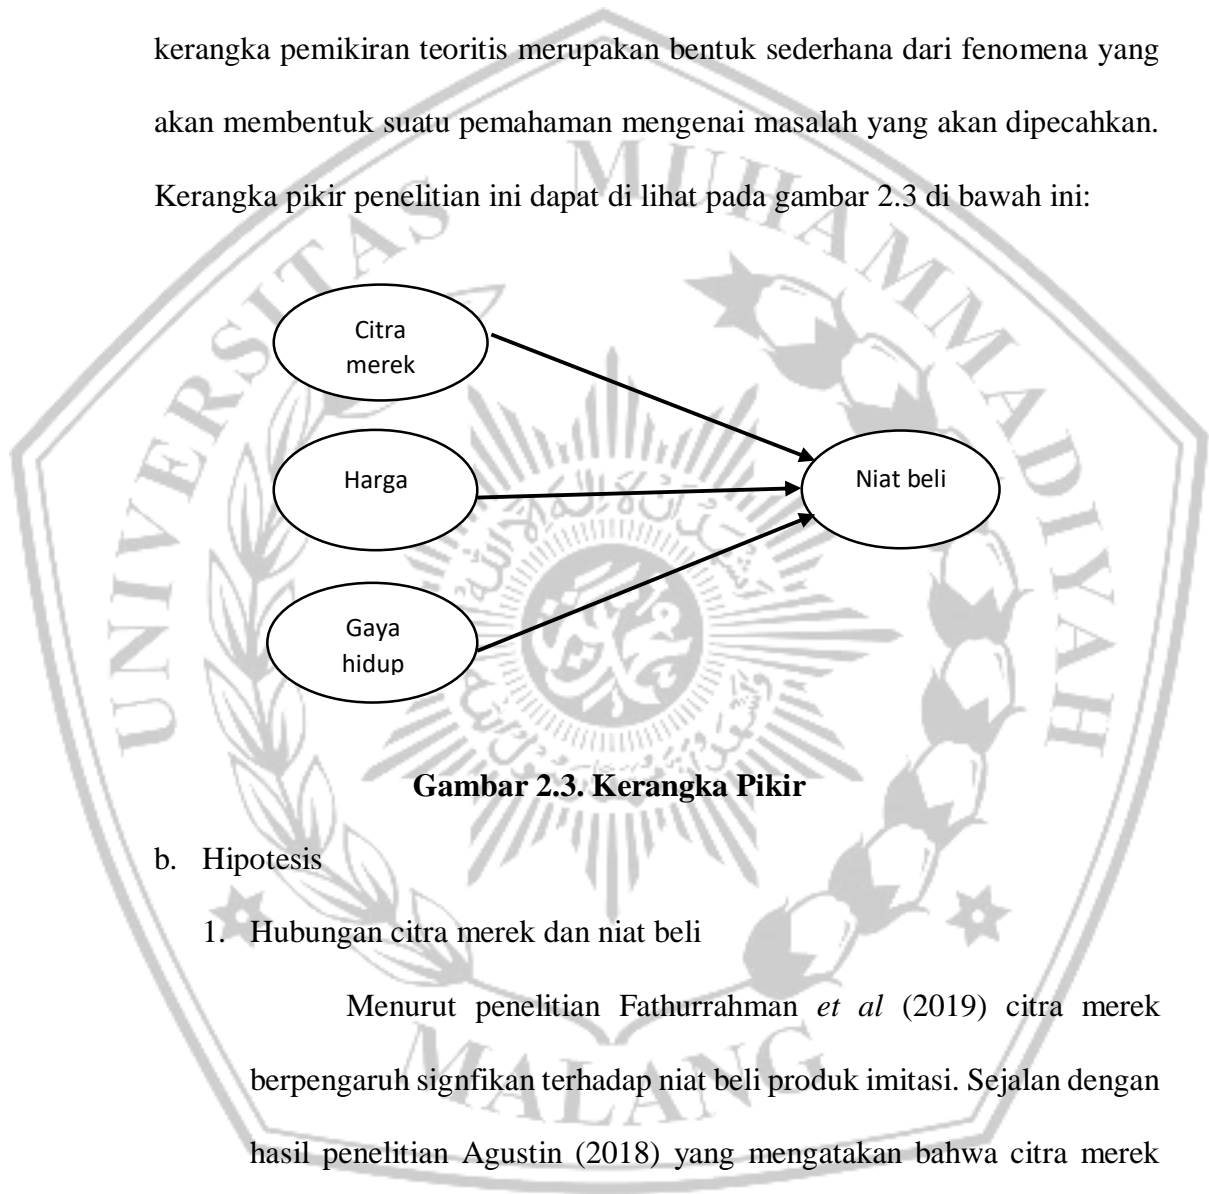 kerangka pemikiran teoritis merupakan bentuk sederhana dari fenomena yang
akan membentuk suatu pemahaman mengenai masalah yang akan dipecahkan.
Kerangka pikir penelitian ini dapat di lihat pada gambar 2.3 di bawah ini:
Citra
merek
Harga
Niat beli
Gaya
hidup
Gambar 2.3. Kerangka Pikir
b. Hipotesis
1. Hubungan citra merek dan niat beli
Menurut penelitian Fathurrahman et al (2019) citra merek
berpengaruh signfikan terhadap niat beli produk imitasi. Sejalan dengan
hasil penelitian Agustin (2018) yang mengatakan bahwa citra merek
UNIVERSITAS MUHAMMADIYAH
MALANG